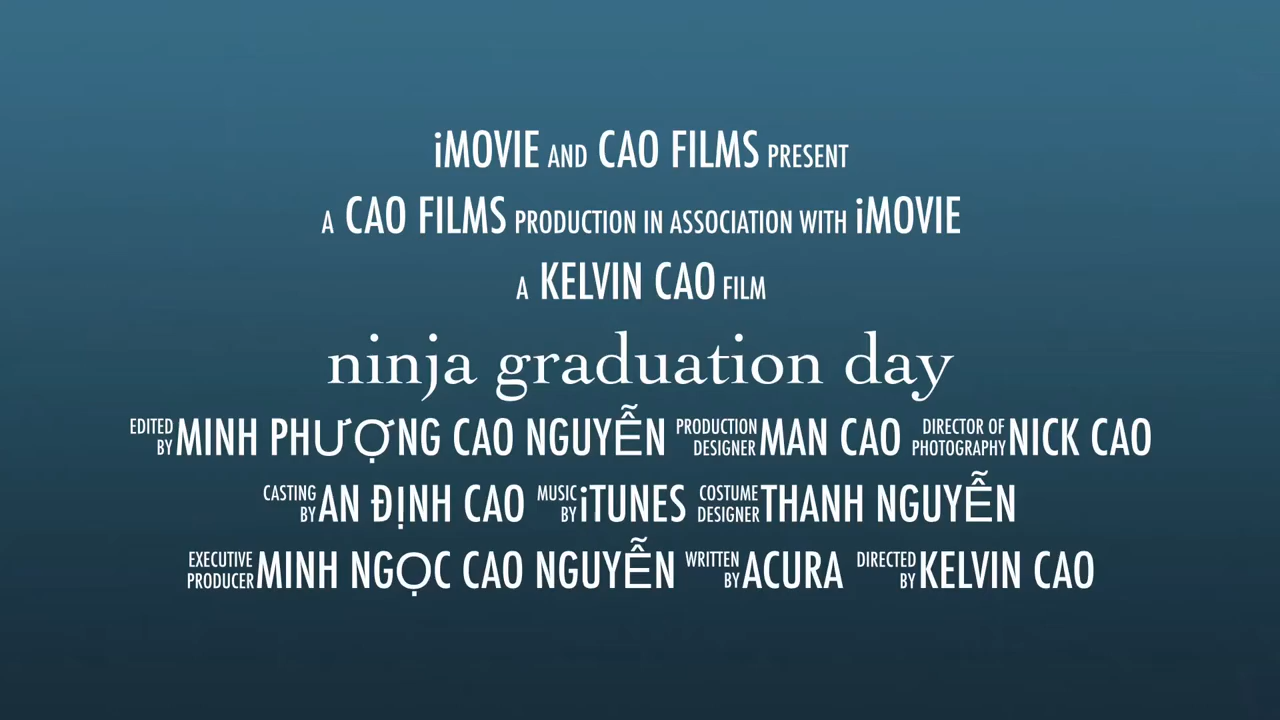 iMOVIE AND CAO FILMS PRESENT
A CAO FILMS PRODUCTION IN ASSOCIATION WITH iMOVIE
A KELVIN CAO FILM
ninja graduation day
EDITED BY MINH PHƯỢNG CAO NGUYỄN PRODUCTION DESIGNER MAN CAO DIRECTOR OF PHOTOGRAPHY NICK CAO
CASTING BY AN ĐỊNH CAO MUSIC BY iTUNES COSTUME DESIGNER THANH NGUYỄN
EXECUTIVE PRODUCER MINH NGỌC CAO NGUYỄN WRITTEN BY ACURA DIRECTED BY KELVIN CAO